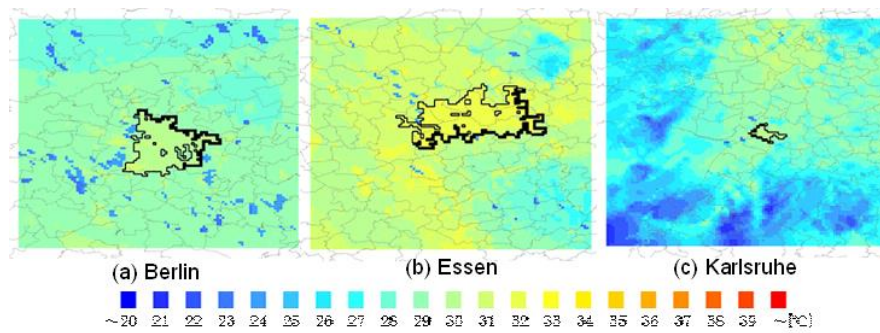 (a) Berlin
(b) Essen
(c) Karlsruhe
~20 21 22 23 24 25 26 27 28 29 30 31 32 33 34 35 36 37 38 39 ~[℃]